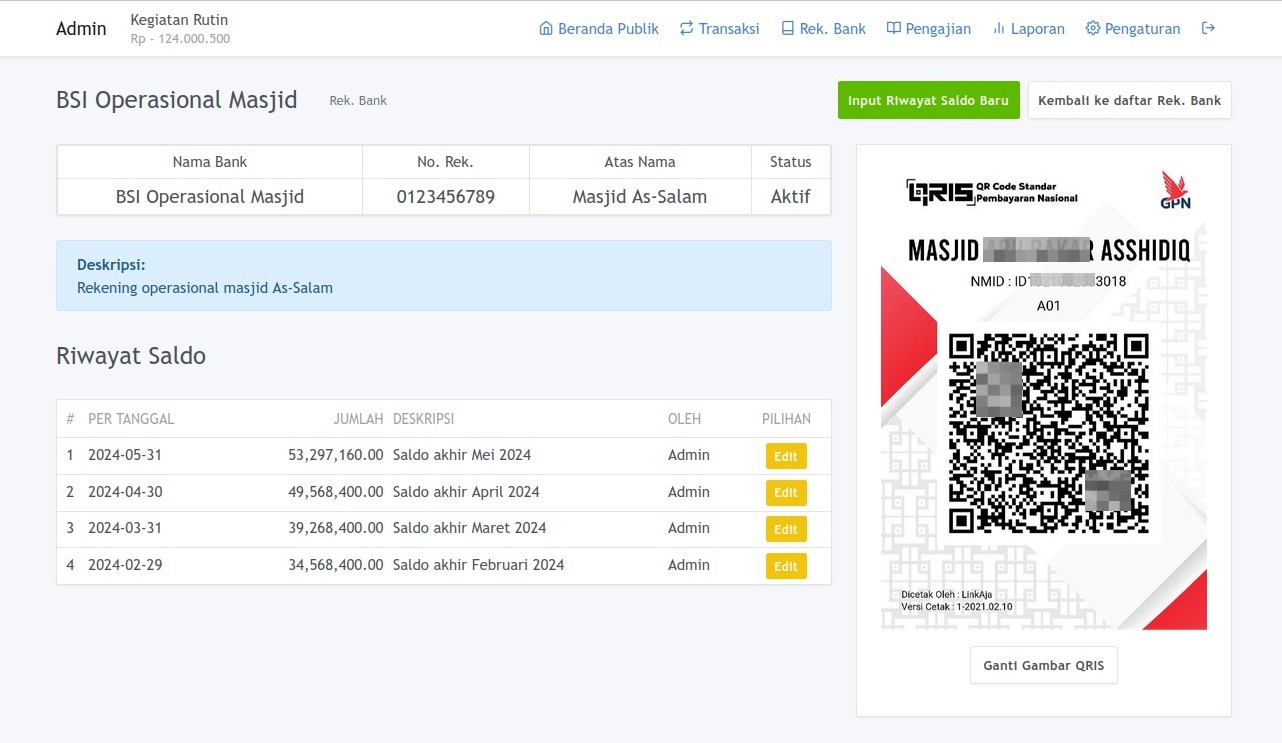 Admin
Kegiatan Rutin
Rp - 124.000.500
Beranda Publik
Transaksi
Rek. Bank
Pengajian
Laporan
Pengaturan
BSI Operasional Masjid
Rek. Bank
Input Riwayat Saldo Baru
Kembali ke daftar Rek. Bank
Nama Bank No. Rek. Atas Nama Status
BSI Operasional Masjid 0123456789 Masjid As-Salam Aktif
Deskripsi:
Rekening operasional masjid As-Salam
Riwayat Saldo
# PER TANGGAL JUMLAH DESKRIPSI OLEH PILIHAN
1 2024-05-31 53,297,160.00 Saldo akhir Mei 2024 Admin Edit
2 2024-04-30 49,568,400.00 Saldo akhir April 2024 Admin Edit
3 2024-03-31 39,268,400.00 Saldo akhir Maret 2024 Admin Edit
4 2024-02-29 34,568,400.00 Saldo akhir Februari 2024 Admin Edit
QRIS
QR Code Standar
Pembayaran Nasional
GPN
MASJID ASSHIDIQ
NMID :
A01
Dicetak Oleh : LinkAja
Versi Cetak : 1-2021.02.10
Ganti Gambar QRIS